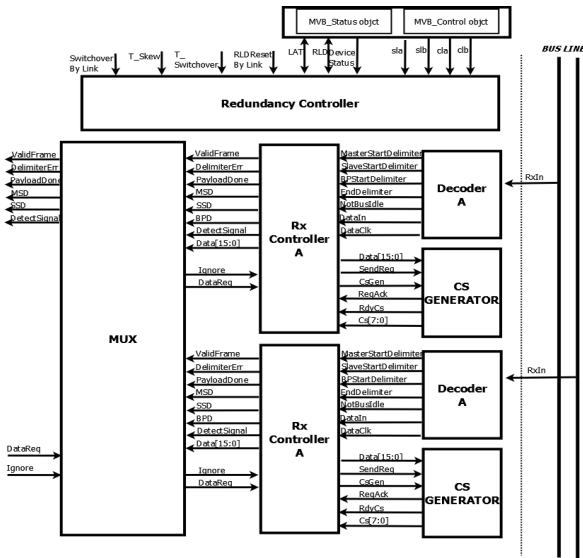 MVB_Status objct
MVB_Control objct
BUS LINE
Switchover By Link
T_Skew
T_ Switchover
RLDReset By Link
LAT
RLD
Device_Status
sla
slb
cla
clb
Redundancy Controller
ValidFrame
DelimiterErr
PayloadDone
MSD
SSD
DetectSignal
MUX
ValidFrame
DelimiterErr
PayloadDone
MSD
SSD
BPD
DetectSignal
Data[15:0]
Ignore
DataReq
Rx Controller A
MasterStartDelimiter
SlaveStartDelimiter
BPStartDelimiter
EndDelimiter
NotBusIdle
DataIn
DataClk
Decoder A
RxIn
Data[15:0]
SendReq
CsGen
ReqAck
RdyCs
Cs[7:0]
CS GENERATOR
ValidFrame
DelimiterErr
PayloadDone
MSD
SSD
BPD
DetectSignal
Data[15:0]
Ignore
DataReq
Rx Controller A
MasterStartDelimiter
SlaveStartDelimiter
BPStartDelimiter
EndDelimiter
NotBusIdle
DataIn
DataClk
Decoder A
RxIn
Data[15:0]
SendReq
CsGen
ReqAck
RdyCs
Cs[7:0]
CS GENERATOR
DataReq
Ignore